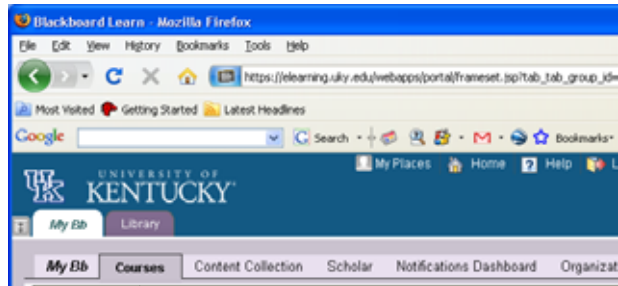 Blackboard Learn - Mozilla Firefox
File Edit View History Bookmarks Tools Help
https://elearning.uky.edu/webapps/portal/frameset.jsp?tab_tab_group_id=
Most Visited Getting Started Latest Headlines
Google Search Bookmarks
My Places Home Help L
UK UNIVERSITY OF
KENTUCKY
My Bb Library
My Bb Courses Content Collection Scholar Notifications Dashboard Organizat